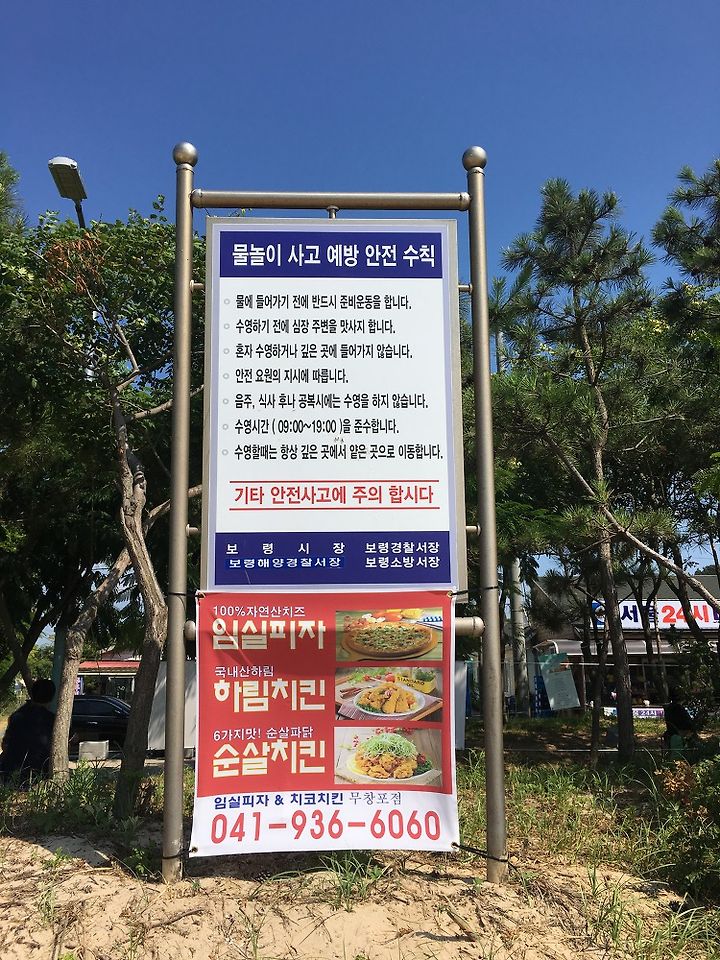 물놀이 사고 예방 안전 수칙
물에 들어가기 전에 반드시 준비운동을 합니다.
수영하기 전에 심장 주변을 맛사지 합니다.
혼자 수영하거나 깊은 곳에 들어가지 않습니다.
안전 요원의 지시에 따릅니다.
음주, 식사 후나 공복시에는 수영을 하지 않습니다.
수영시간 ( 09:00~19:00 )을 준수합니다.
수영할때는 항상 깊은 곳에서 얕은 곳으로 이동합니다.
기타 안전사고에 주의 합시다
보 령 시 장 보령경찰서장
보령해양경찰서장 보령소방서장
100%자연산치즈
임실피자
국내산하림
하림치킨
6가지맛! 순살파닭
순살치킨
임실피자 & 치코치킨 무창포점
041-936-6060
서울24시